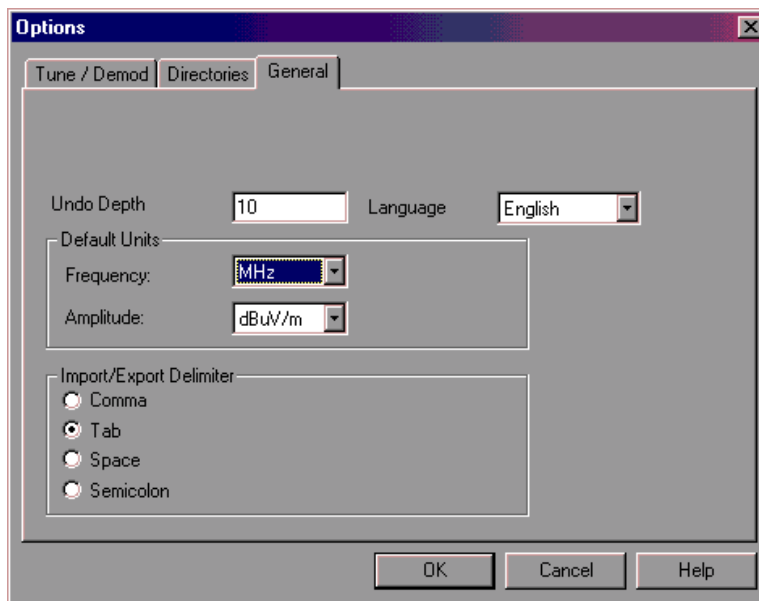 Options
Tune / Demod Directories General
Undo Depth 10 Language English
Default Units
Frequency: MHz
Amplitude: dBuV/m
Import/Export Delimiter
Comma
Tab
Space
Semicolon
OK Cancel Help